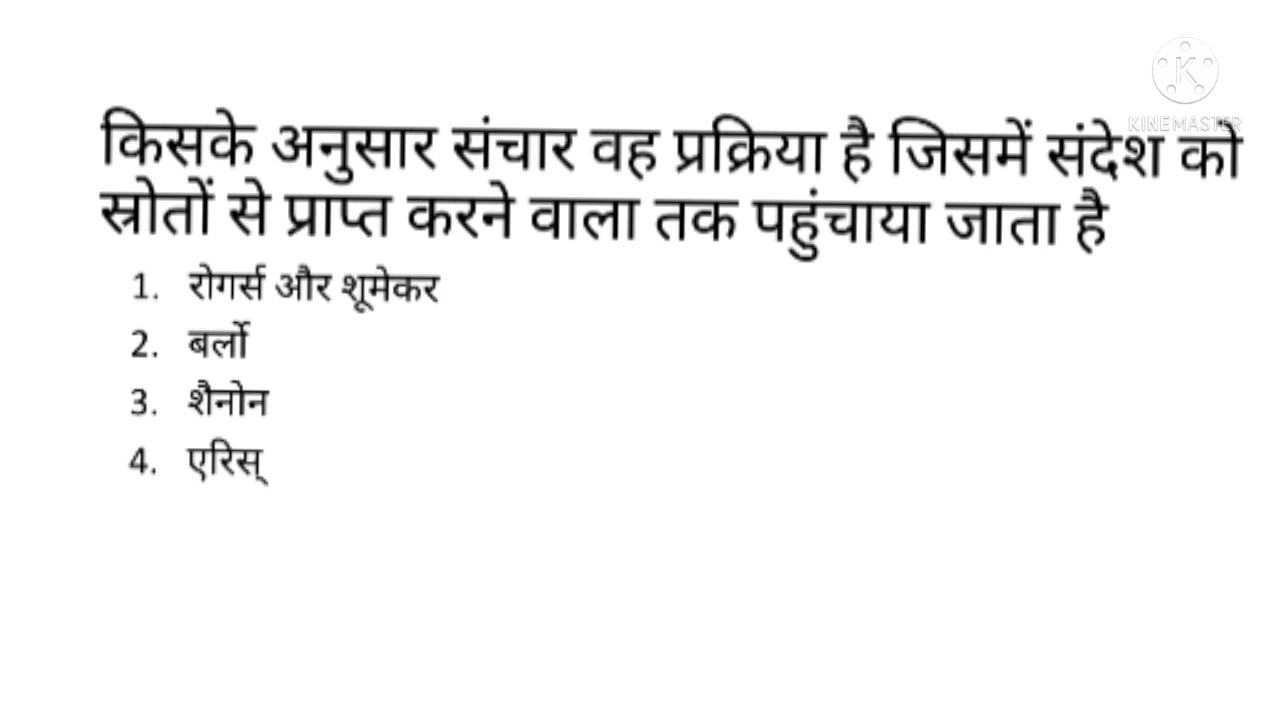 KINEMASTER
किसके अनुसार संचार वह प्रक्रिया है जिसमें संदेश को
स्रोतों से प्राप्त करने वाला तक पहुंचाया जाता है
1. रोगर्स और शूमेकर
2. बर्लो
3. शैनोन
4. एरिस्